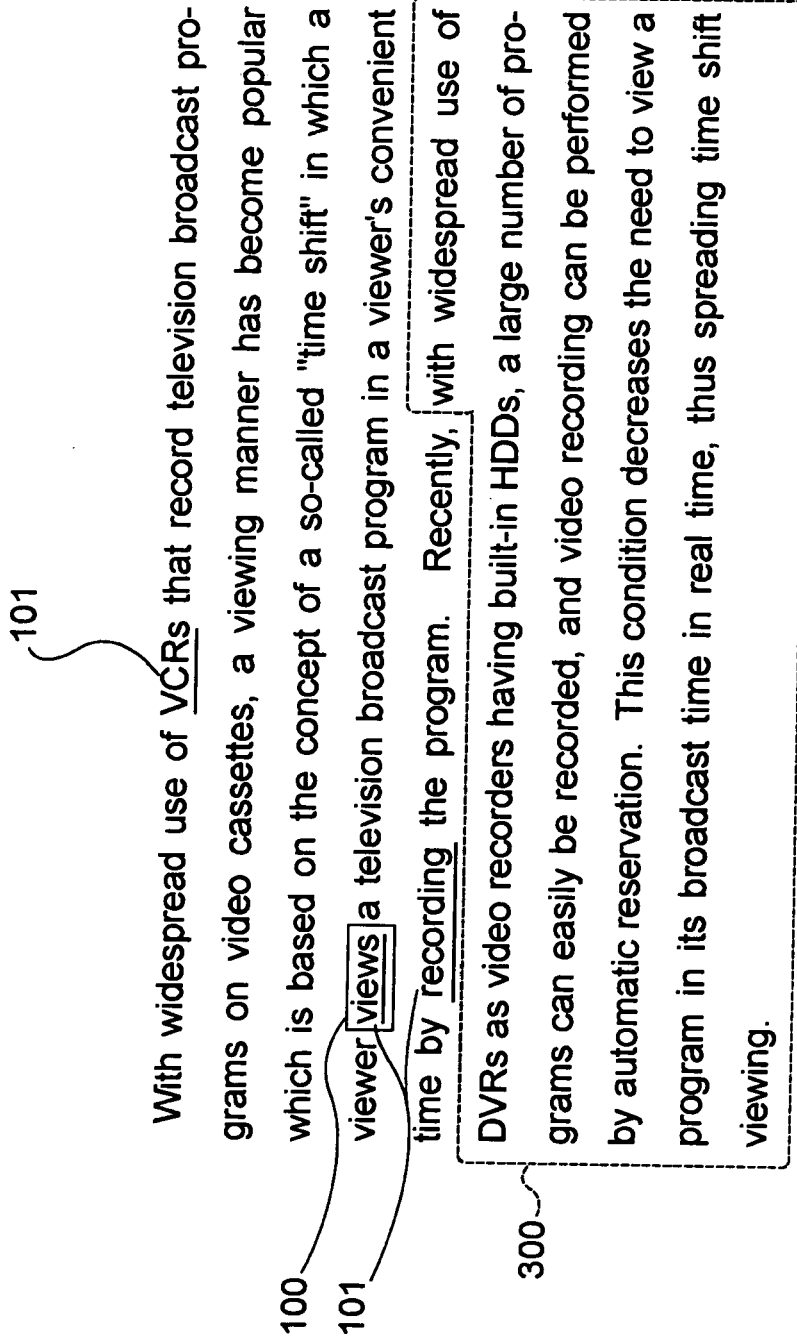 101
With widespread use of VCRs that record television broadcast pro-
grams on video cassettes, a viewing manner has become popular
which is based on the concept of a so-called "time shift" in which a
100
viewer views a television broadcast program in a viewer's convenient
101
time by recording the program. Recently, with widespread use of
DVRs as video recorders having built-in HDDs, a large number of pro-
300
grams can easily be recorded, and video recording can be performed
by automatic reservation. This condition decreases the need to view a
program in its broadcast time in real time, thus spreading time shift
viewing.